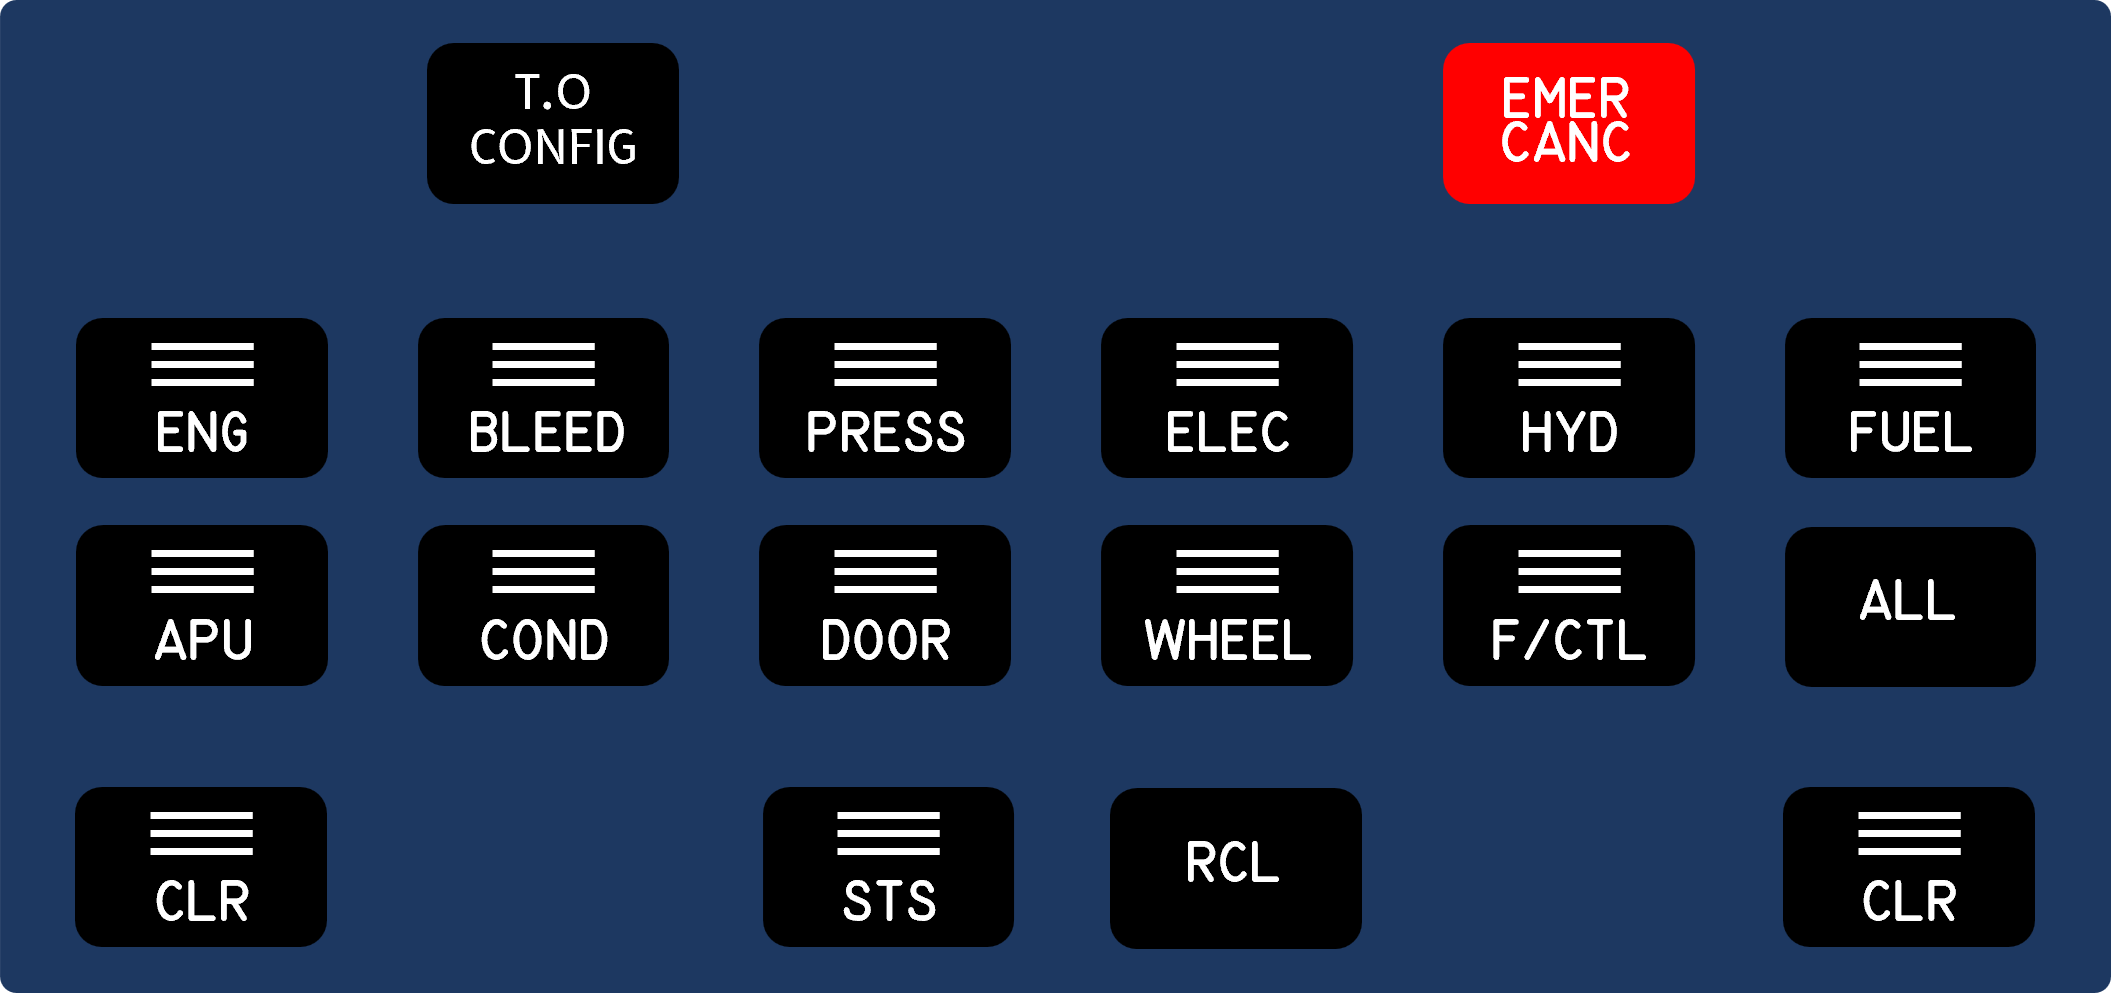 T.O
CONFIG
EMER
CANC
ENG
BLEED
PRESS
ELEC
HYD
FUEL
APU
COND
DOOR
WHEEL
F/CTL
ALL
CLR
STS
RCL
CLR